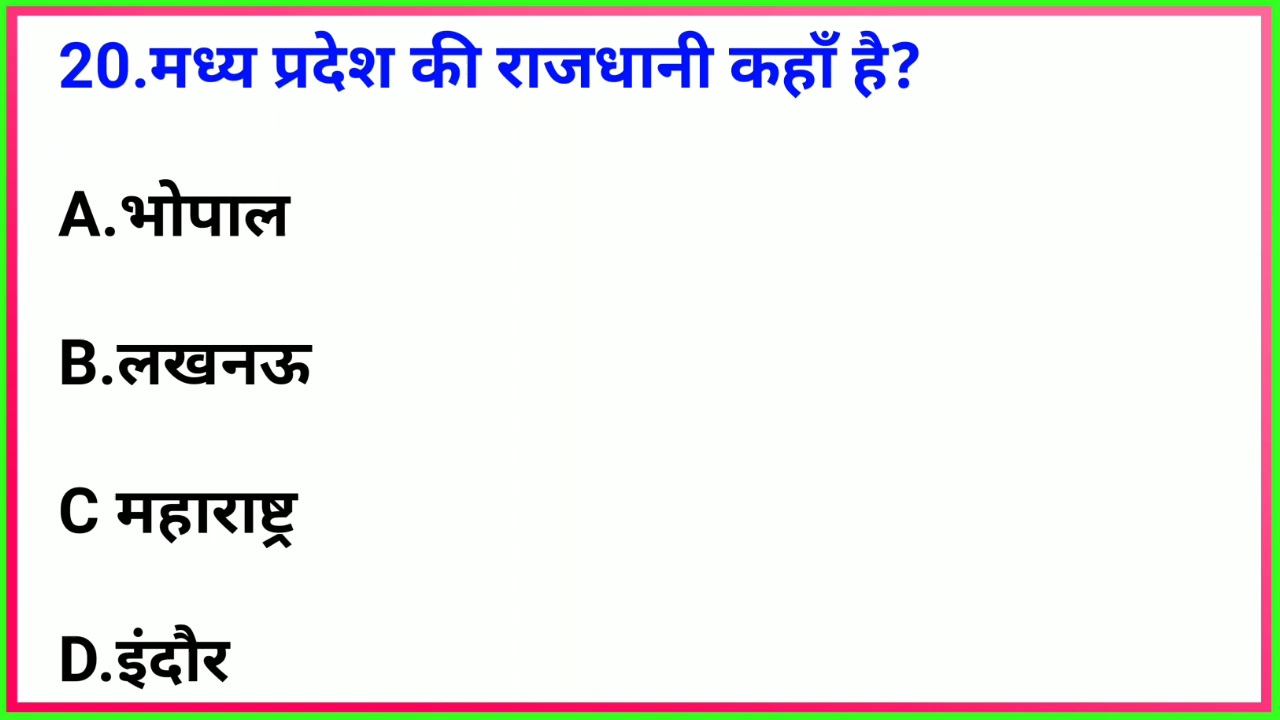 20.मध्य प्रदेश की राजधानी कहाँ है?
A.भोपाल
B.लखनऊ
C महाराष्ट्र
D.इंदौर